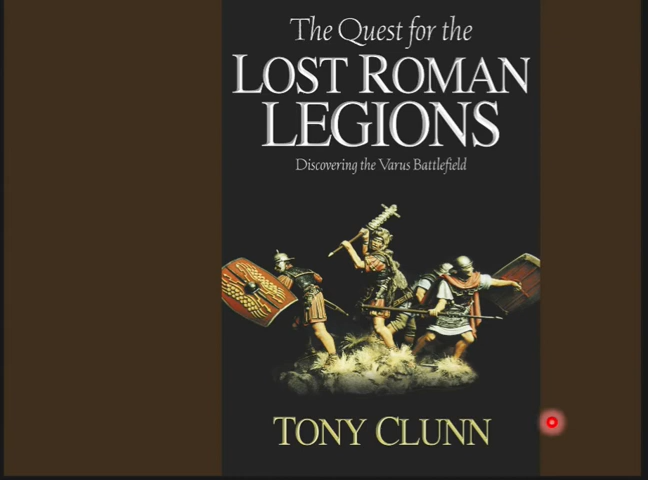 The Quest for the
LOST ROMAN
LEGIONS
Discovering the Varus Battlefield
TONY CLUNN